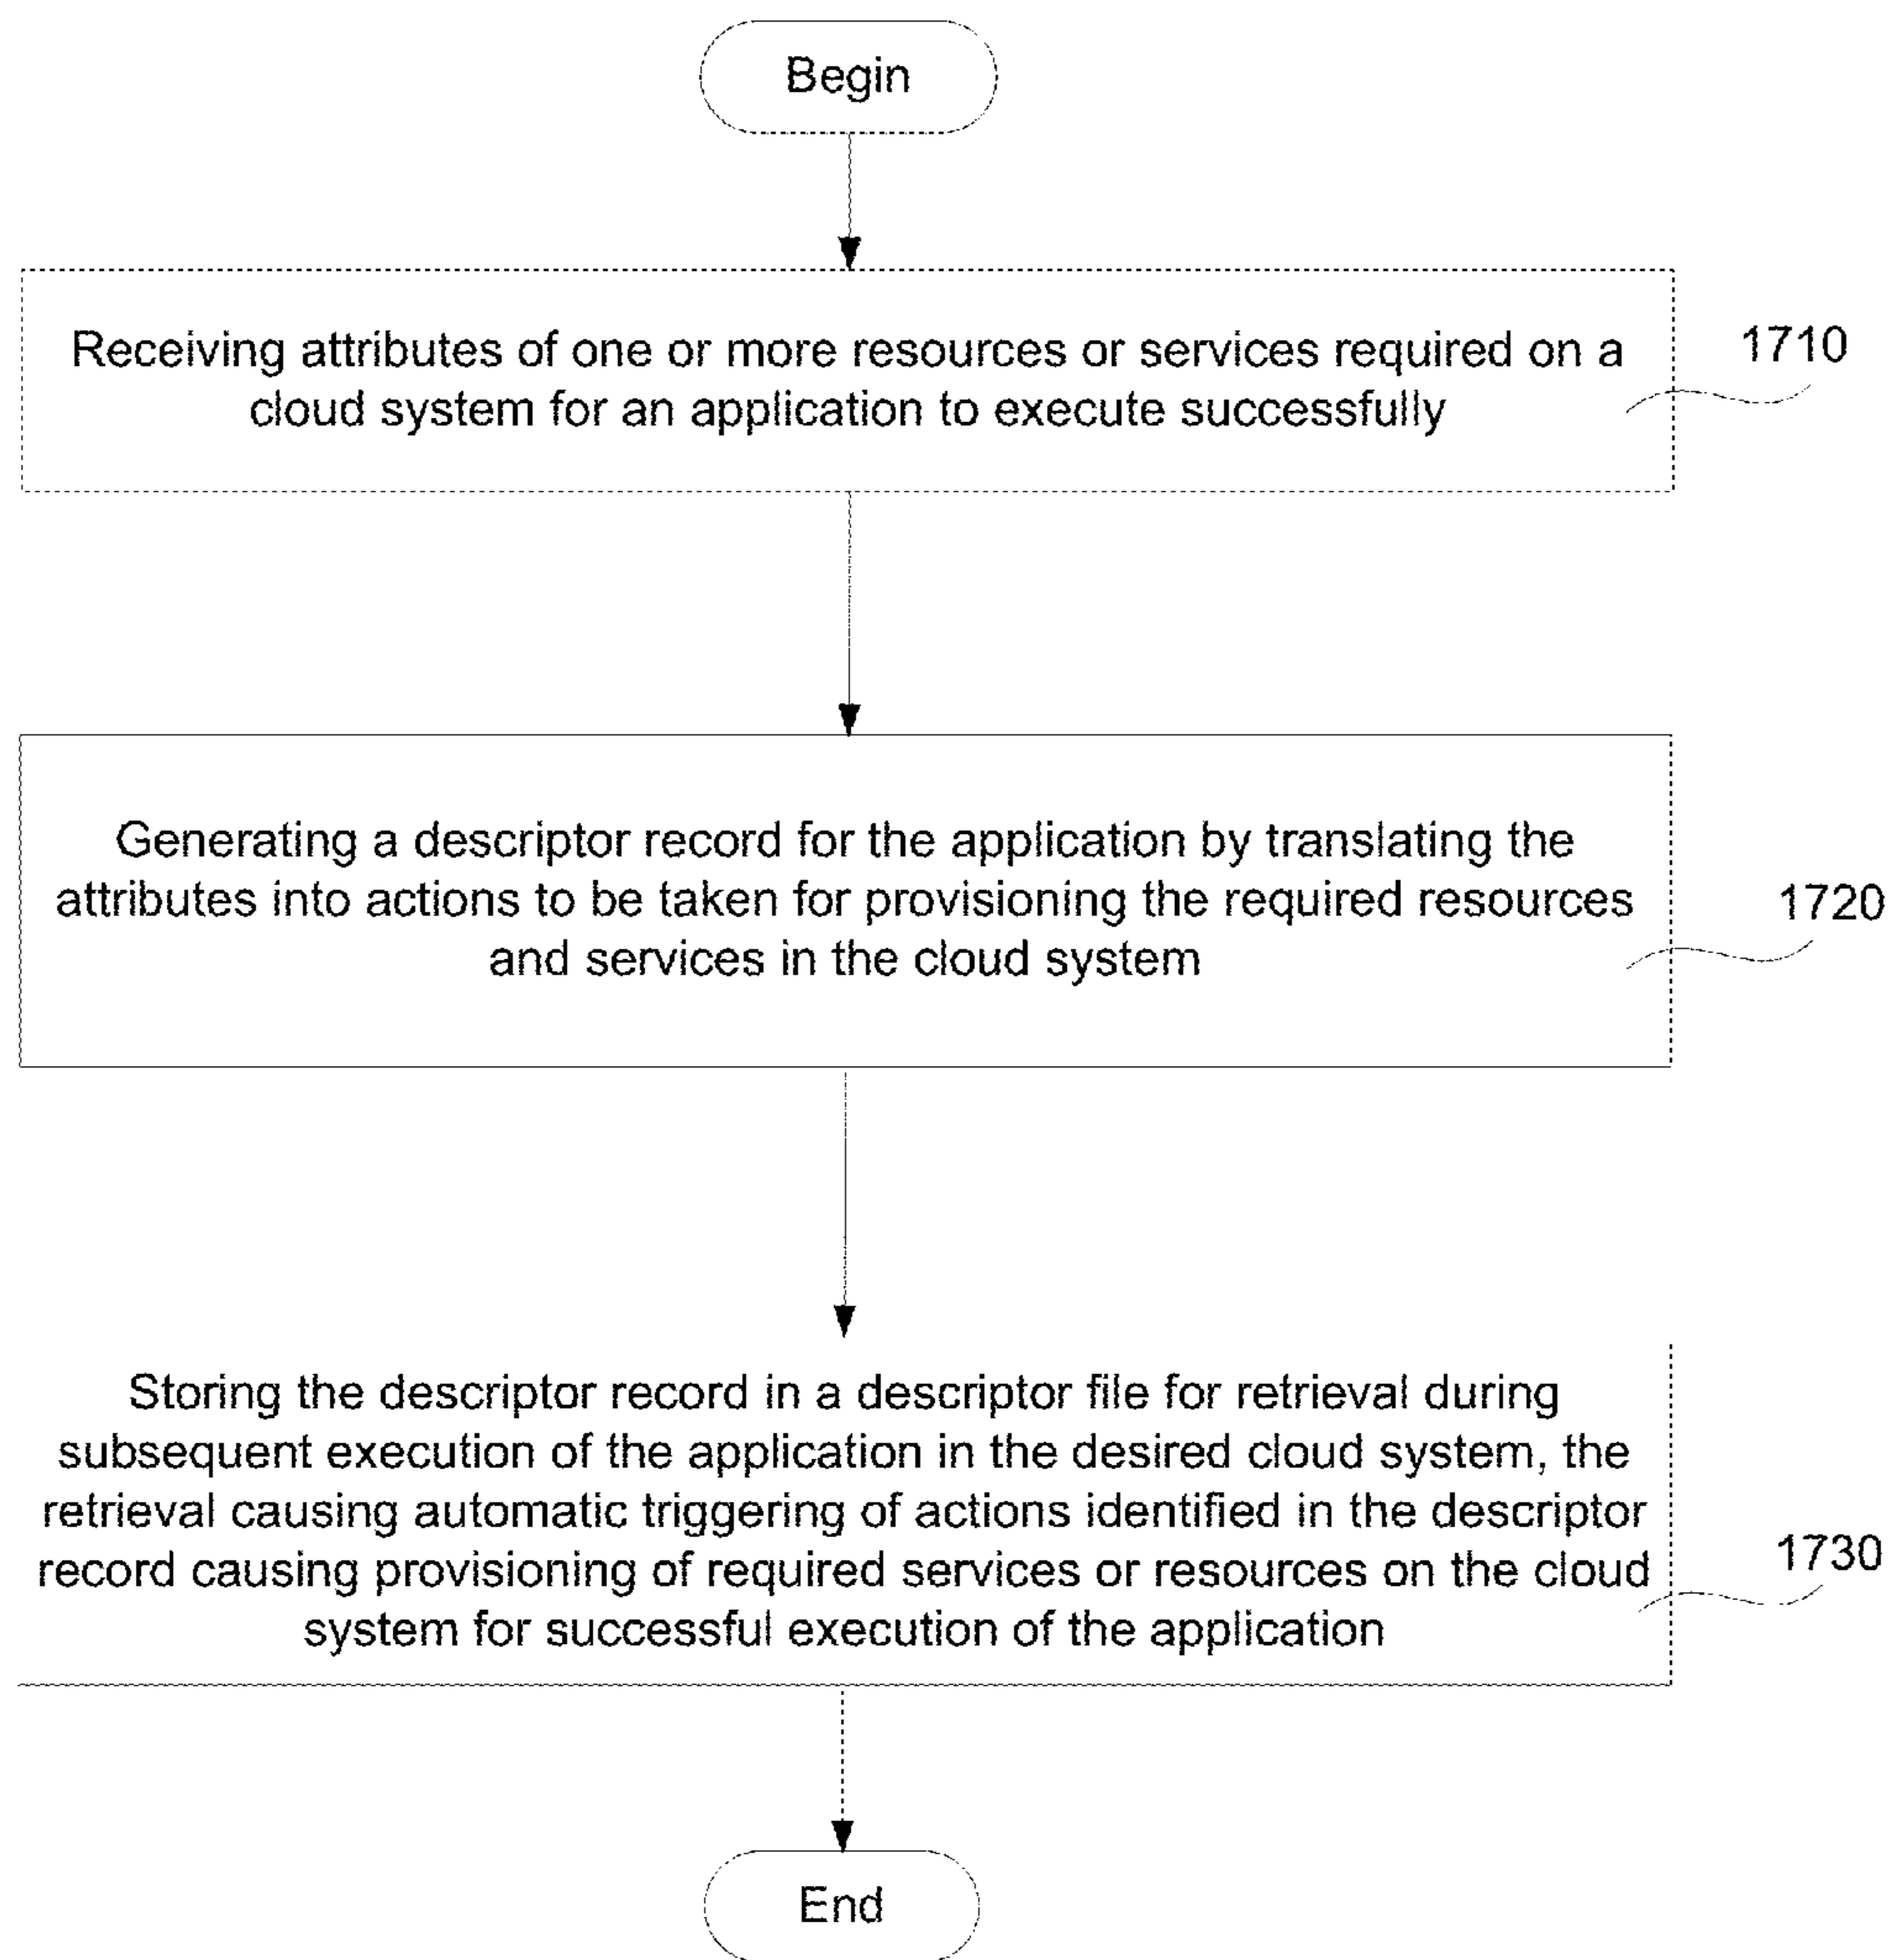 Begin
Receiving attributes of one or more resources or services required on a
cloud system for an application to execute successfully
1710
Generating a descriptor record for the application by translating the
attributes into actions to be taken for provisioning the required resources
and services in the cloud system
1720
Storing the descriptor record in a descriptor file for retrieval during
subsequent execution of the application in the desired cloud system, the
retrieval causing automatic triggering of actions identified in the descriptor
record causing provisioning of required services or resources on the cloud
system for successful execution of the application
1730
End